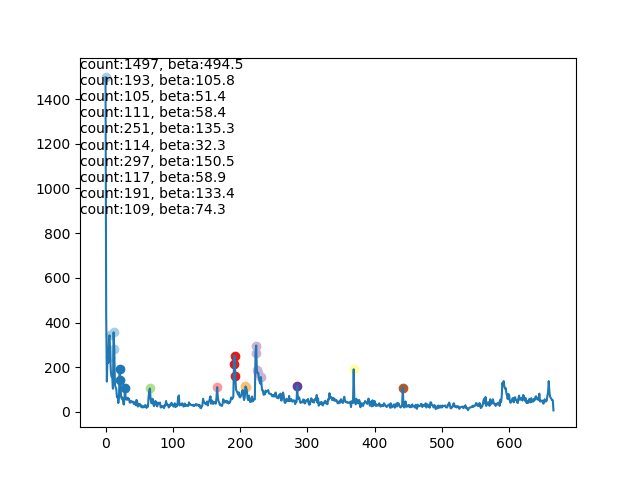 count:1497, beta:494.5
count:193, beta:105.8
count:105, beta:51.4
count:111, beta:58.4
count:251, beta:135.3
count:114, beta:32.3
count:297, beta:150.5
count:117, beta:58.9
count:191, beta:133.4
count:109, beta:74.3
1400
1200
1000
800
600
400
200
0
0 100 200 300 400 500 600